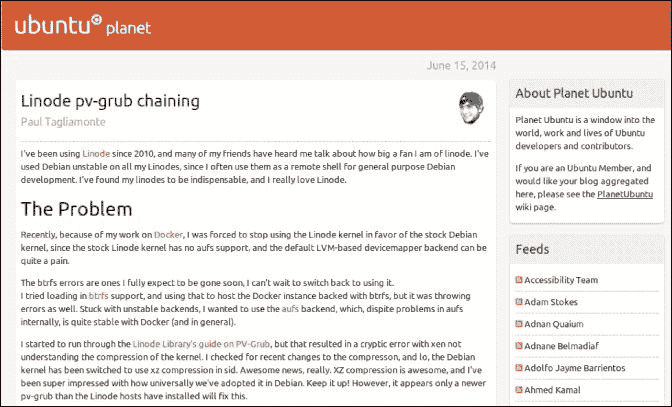 ubuntu planet
June 15, 2014
Linode pv-grub chaining
Paul Tagliamonte
I've been using Linode since 2010, and many of my friends have heard me talk about how big a fan I am of linode. I've
used Debian unstable on all my Linodes, since I often use them as a remote shell for general purpose Debian
development. I've found my linodes to be indispensable, and I really love Linode.
The Problem
Recently, because of my work on Docker, I was forced to stop using the Linode kernel in favor of the stock Debian
kernel, since the stock Linode kernel has no aufs support, and the default LVM-based devicemapper backend can be
quite a pain.
The btrfs errors are ones I fully expect to be gone soon, I can't wait to switch back to using it.
I tried loading in btrfs support, and using that to host the Docker instance backed with btrfs, but it was throwing
errors as well. Stuck with unstable backends, I wanted to use the aufs backend, which, dispite problems in aufs
internally, is quite stable with Docker (and in general).
I started to run through the Linode Library's guide on PV-Grub, but that resulted in a cryptic error with xen not
understanding the compression of the kernel. I checked for recent changes to the compresson, and lo, the Debian
kernel has been switched to use xz compression in sid. Awesome news, really. XZ compression is awesome, and I've
been super impressed with how universally we've adopted it in Debian. Keep it up! However, it appears only a newer
pv-grub than the Linode hosts have installed will fix this.
About Planet Ubuntu
Planet Ubuntu is a window into the
world, work and lives of Ubuntu
developers and contributors.
If you are an Ubuntu Member, and
would like your blog aggregated
here, please see the PlanetUbuntu
wiki page.
Feeds
Accessibility Team
Adam Stokes
Adnan Quaium
Adnane Belmadiaf
Adolfo Jayme Barrientos
Ahmed Kamal